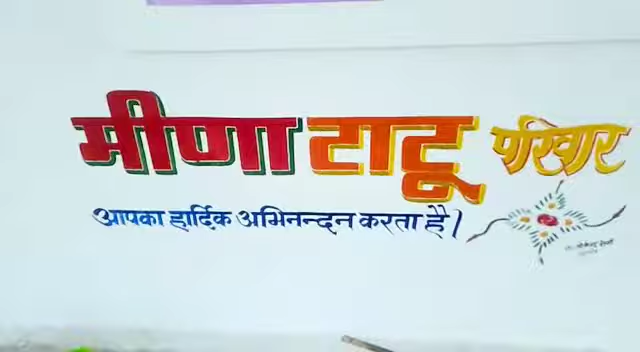 मीणा टाटू परिवार
आपका हार्दिक अभिनन्दन करता है।